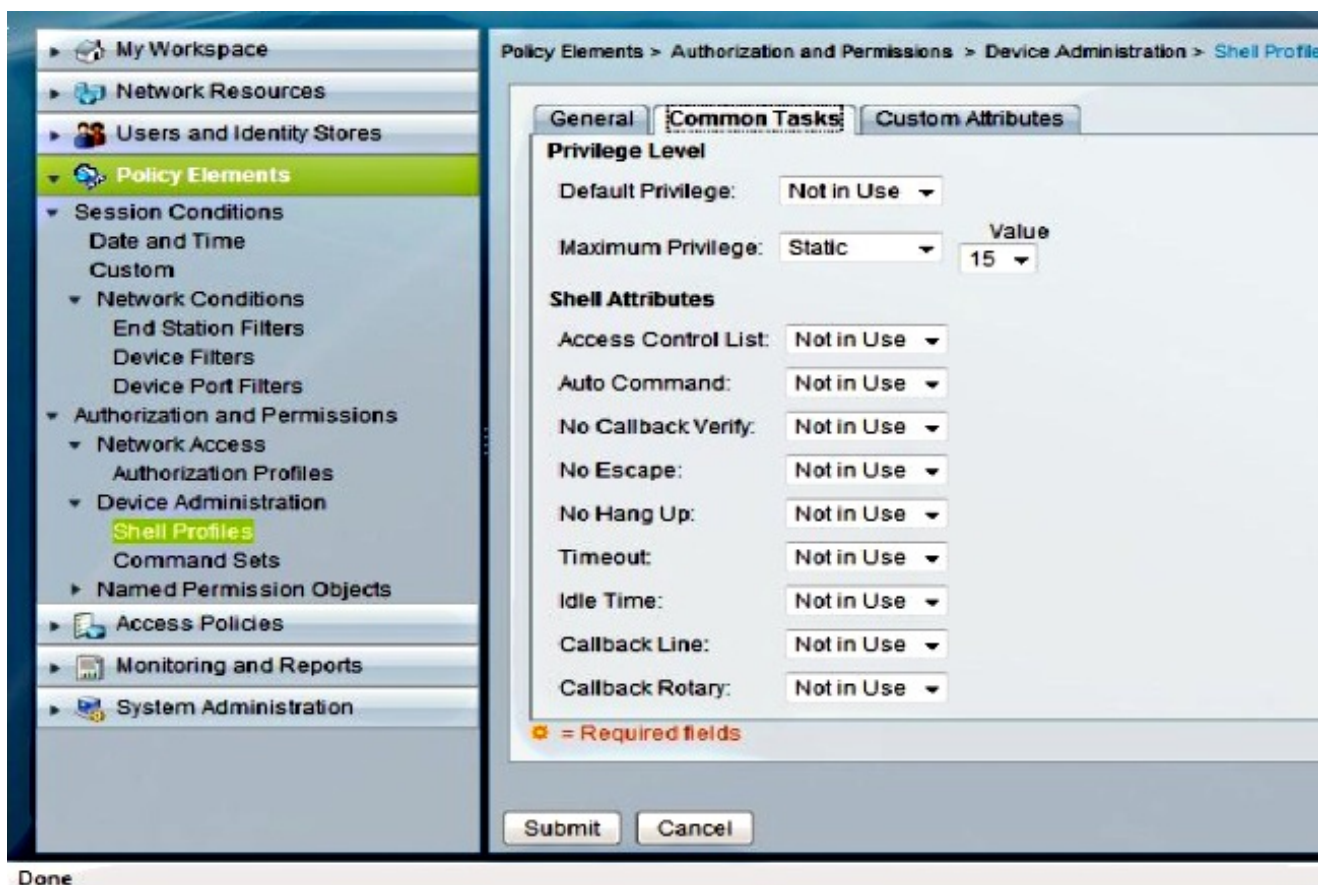 My Workspace
Network Resources
Users and Identity Stores
Policy Elements
Session Conditions
Date and Time
Custom
Network Conditions
End Station Filters
Device Filters
Device Port Filters
Authorization and Permissions
Network Access
Authorization Profiles
Device Administration
Shell Profiles
Command Sets
Named Permission Objects
Access Policies
Monitoring and Reports
System Administration
Policy Elements > Authorization and Permissions > Device Administration > Shell Profile
General Common Tasks Custom Attributes
Privilege Level
Default Privilege: Not in Use
Value
Maximum Privilege: Static 15
Shell Attributes
Access Control List: Not in Use
Auto Command: Not in Use
No Callback Verify: Not in Use
No Escape: Not in Use
No Hang Up: Not in Use
Timeout: Not in Use
Idle Time: Not in Use
Callback Line: Not in Use
Callback Rotary: Not in Use
= Required fields
Submit Cancel
Done